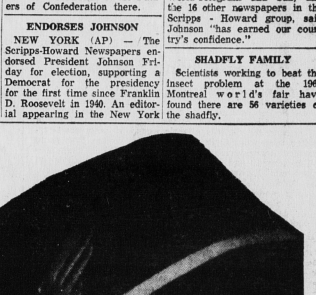 ers of Confederation there.
ENDORSES JOHNSON
NEW YORK (AP) — The
Scripps-Howard Newspapers en-
dorsed President Johnson Fri-
day for election, supporting a
Democrat for the presidency
for the first time since Franklin
D. Roosevelt in 1940. An editor-
ial appearing in the New York
the 16 other newspapers in th
Scripps - Howard group, sai
Johnson "has earned our coun
try's confidence."
SHADFLY FAMILY
Scientists working to beat th
insect problem at the 196
Montreal world's fair hav
found there are 56 varieties o
the shadfly.